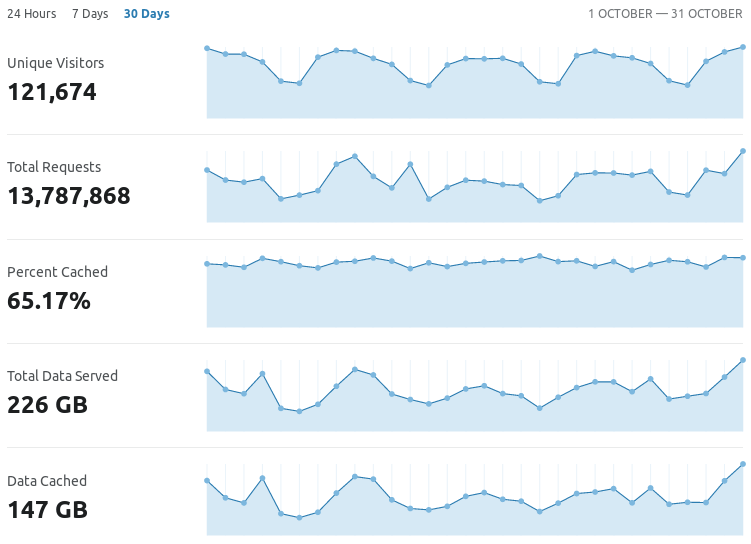 24 Hours 7 Days 30 Days 1 OCTOBER — 31 OCTOBER
Unique Visitors
121,674
Total Requests
13,787,868
Percent Cached
65.17%
Total Data Served
226 GB
Data Cached
147 GB